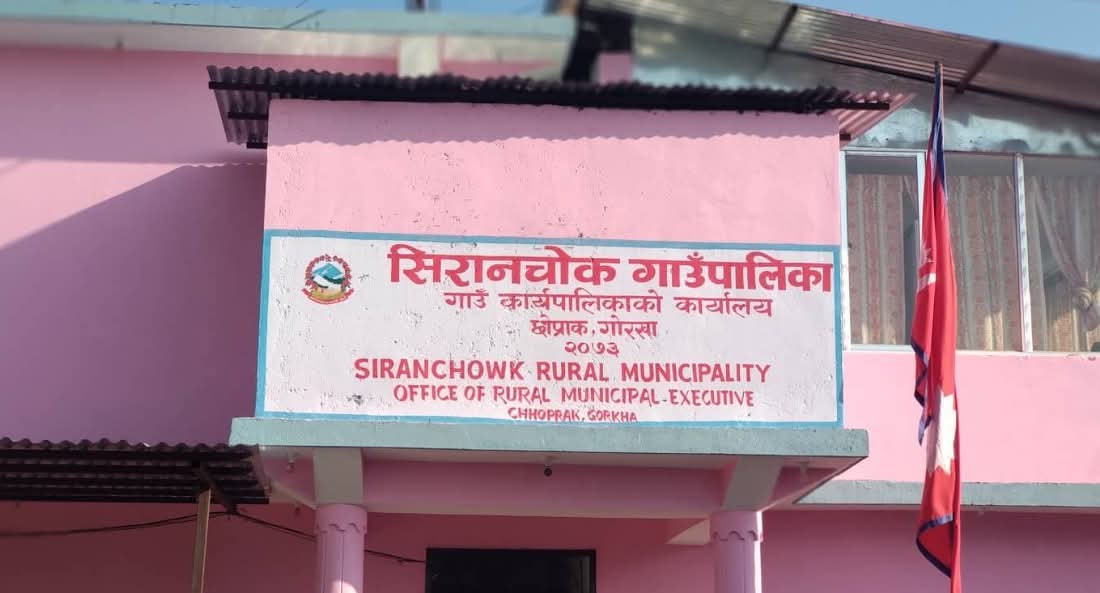 सिरानचोक गाउँपालिका
गाउँ कार्यपालिकाको कार्यालय
छोप्राक, गोरखा
२०७३
SIRANCHOWK RURAL MUNICIPALITY
OFFICE OF RURAL MUNICIPAL-EXECUTIVE
CHHOPRAK, GORKHA